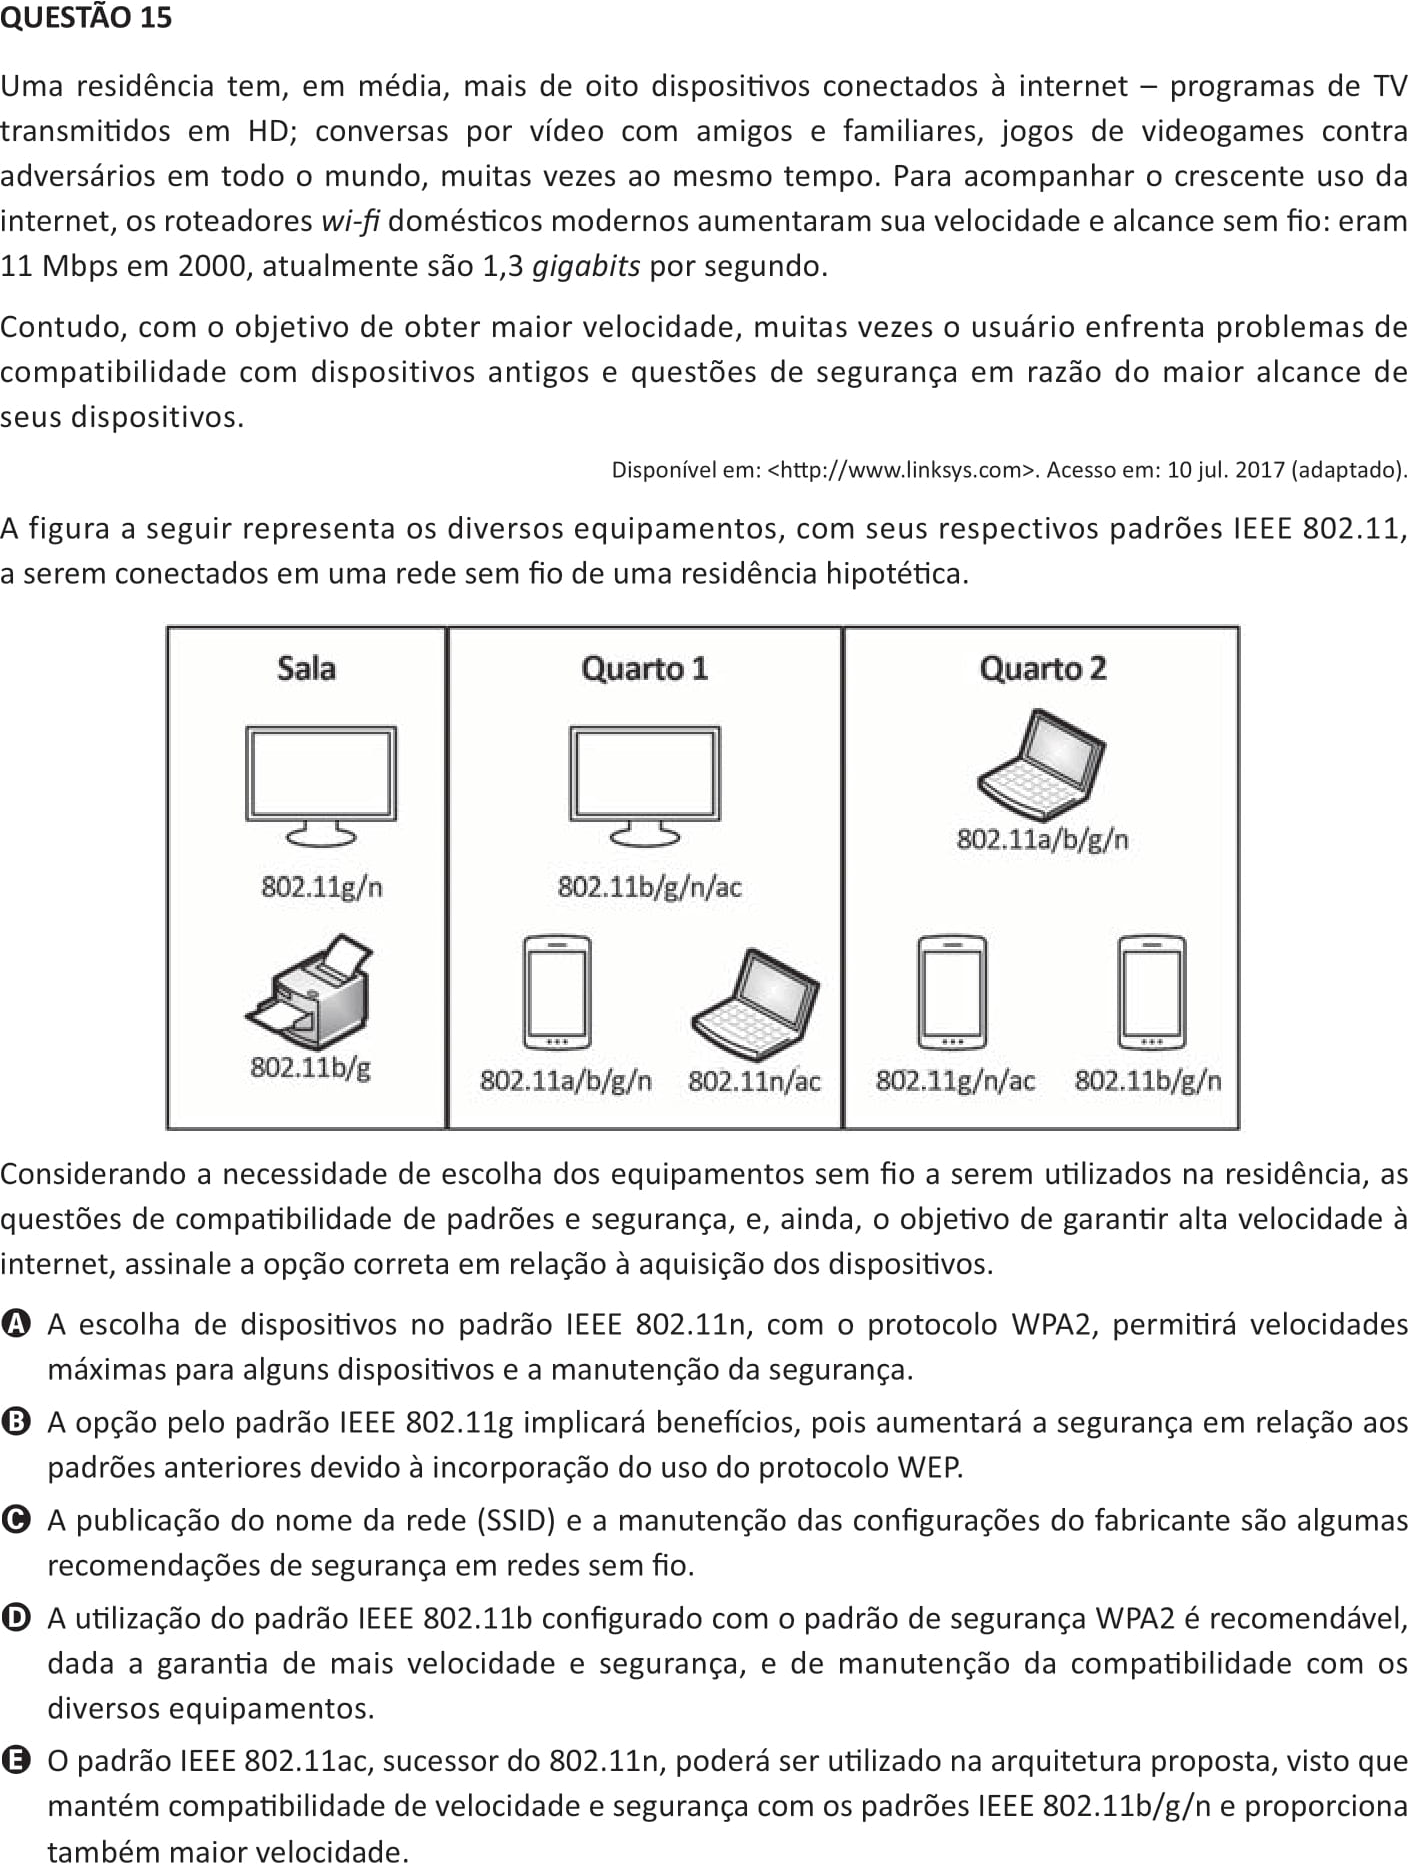 QUESTÃO 15
Uma residência tem, em média, mais de oito dispositivos conectados à internet – programas de TV
transmitidos em HD; conversas por vídeo com amigos e familiares, jogos de videogames contra
adversários em todo o mundo, muitas vezes ao mesmo tempo. Para acompanhar o crescente uso da
internet, os roteadores wi-fi domésticos modernos aumentaram sua velocidade e alcance sem fio: eram
11 Mbps em 2000, atualmente são 1,3 gigabits por segundo.
Contudo, com o objetivo de obter maior velocidade, muitas vezes o usuário enfrenta problemas de
compatibilidade com dispositivos antigos e questões de segurança em razão do maior alcance de
seus dispositivos.
Disponível em: <http://www.linksys.com>. Acesso em: 10 jul. 2017 (adaptado).
A figura a seguir representa os diversos equipamentos, com seus respectivos padrões IEEE 802.11,
a serem conectados em uma rede sem fio de uma residência hipotética.
Sala
802.11g/n
802.11b/g
Quarto 1
802.11b/g/n/ac
802.11a/b/g/n
802.11n/ac
Quarto 2
802.11a/b/g/n
802.11g/n/ac
802.11b/g/n
Considerando a necessidade de escolha dos equipamentos sem fio a serem utilizados na residência, as
questões de compatibilidade de padrões e segurança, e, ainda, o objetivo de garantir alta velocidade à
internet, assinale a opção correta em relação à aquisição dos dispositivos.
A A escolha de dispositivos no padrão IEEE 802.11n, com o protocolo WPA2, permitirá velocidades
máximas para alguns dispositivos e a manutenção da segurança.
B A opção pelo padrão IEEE 802.11g implicará benefícios, pois aumentará a segurança em relação aos
padrões anteriores devido à incorporação do uso do protocolo WEP.
C A publicação do nome da rede (SSID) e a manutenção das configurações do fabricante são algumas
recomendações de segurança em redes sem fio.
D A utilização do padrão IEEE 802.11b configurado com o padrão de segurança WPA2 é recomendável,
dada a garantia de mais velocidade e segurança, e de manutenção da compatibilidade com os
diversos equipamentos.
E O padrão IEEE 802.11ac, sucessor do 802.11n, poderá ser utilizado na arquitetura proposta, visto que
mantém compatibilidade de velocidade e segurança com os padrões IEEE 802.11b/g/n e proporciona
também maior velocidade.